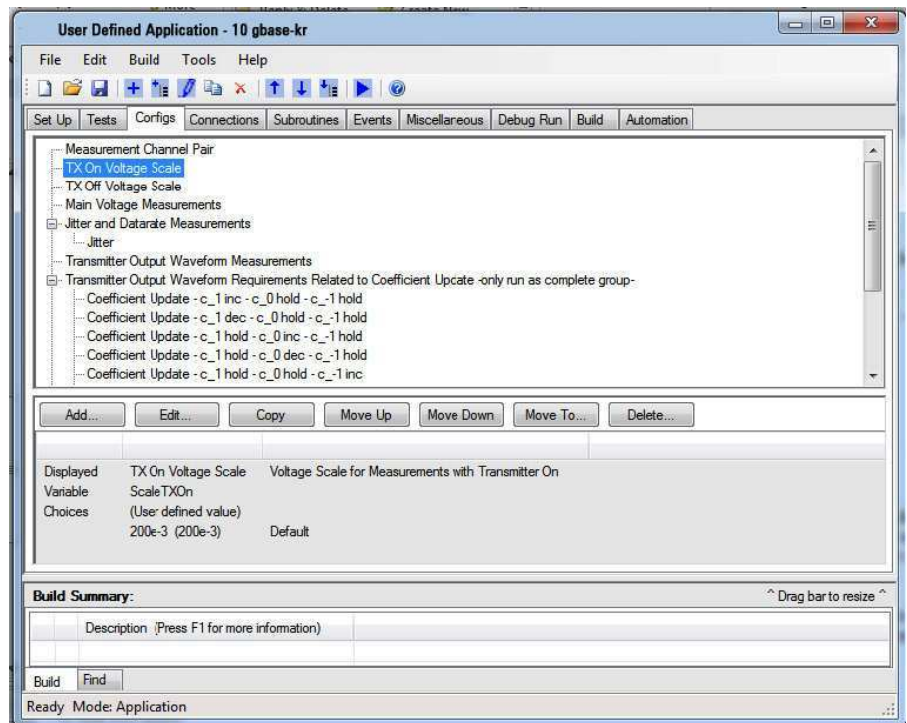 User Defined Application - 10 gbase-kr
File Edit Build Tools Help
Set Up Tests Configs Connections Subroutines Events Miscellaneous Debug Run Build Automation
Measurement Channel Pair
TX On Voltage Scale
TX Off Voltage Scale
Main Voltage Measurements
Jitter and Datarate Measurements
Jitter
Transmitter Output Waveform Measurements
Transmitter Output Waveform Requirements Related to Coefficient Upcate -only run as complete group-
Coefficient Update - c_1 inc - c_0 hold - c_-1 hold
Coefficient Update - c_1 dec - c_0 hold - c_-1 hold
Coefficient Update - c_1 hold - c_0 inc - c_-1 hold
Coefficient Update - c_1 hold - c_0 dec - c_-1 hold
Coefficient Update - c_1 hold - c_0 hold - c_-1 inc
Add... Edit... Copy Move Up Move Down Move To... Delete...
Displayed TX On Voltage Scale Voltage Scale for Measurements with Transmitter On
Variable ScaleTXOn
Choices (User defined value)
200e-3 (200e-3) Default
Build Summary: ^ Drag bar to resize ^
Description (Press F1 for more information)
Build Find
Ready Mode: Application